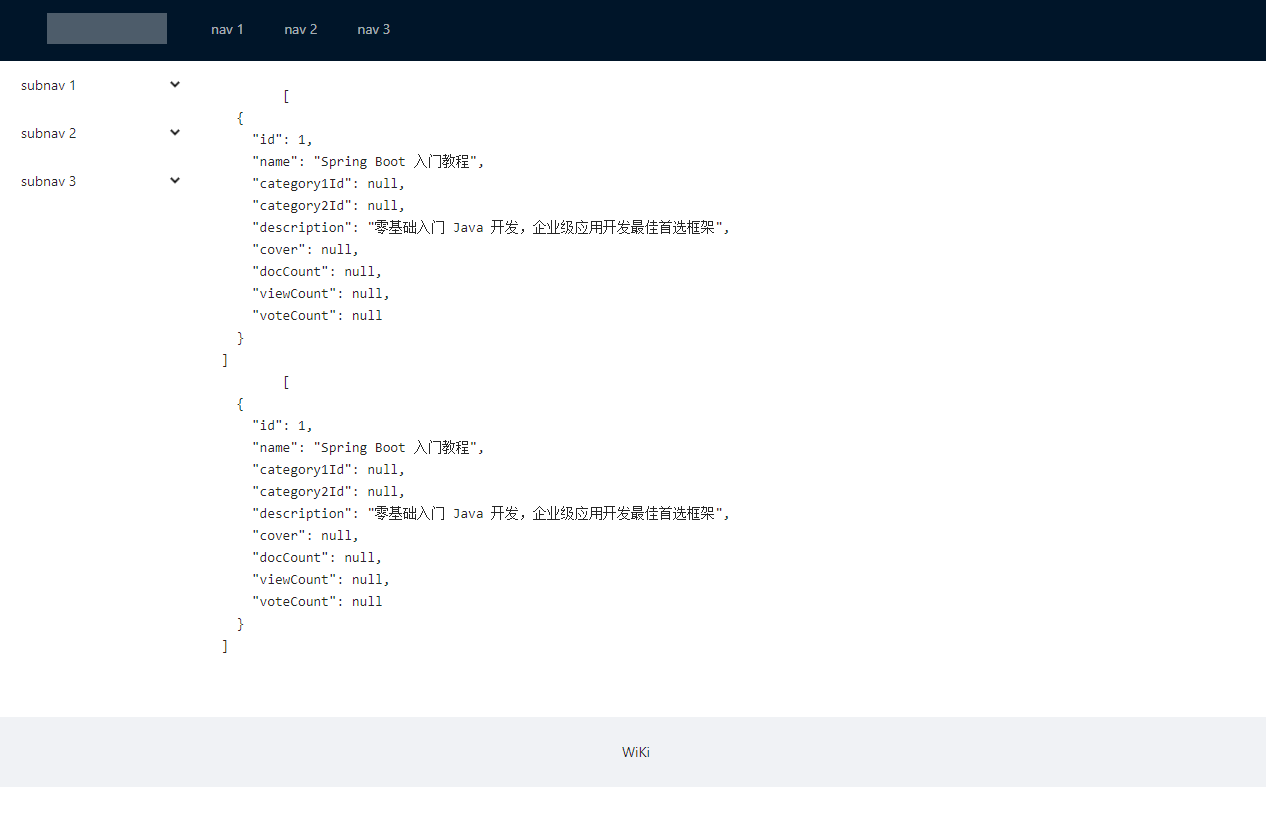 nav 1 nav 2 nav 3
subnav 1
subnav 2
subnav 3
[
{
"id": 1,
"name": "Spring Boot 入门教程",
"category1Id": null,
"category2Id": null,
"description": "零基础入门 Java 开发，企业级应用开发最佳首选框架",
"cover": null,
"docCount": null,
"viewCount": null,
"voteCount": null
}
]
[
{
"id": 1,
"name": "Spring Boot 入门教程",
"category1Id": null,
"category2Id": null,
"description": "零基础入门 Java 开发，企业级应用开发最佳首选框架",
"cover": null,
"docCount": null,
"viewCount": null,
"voteCount": null
}
]
WiKi